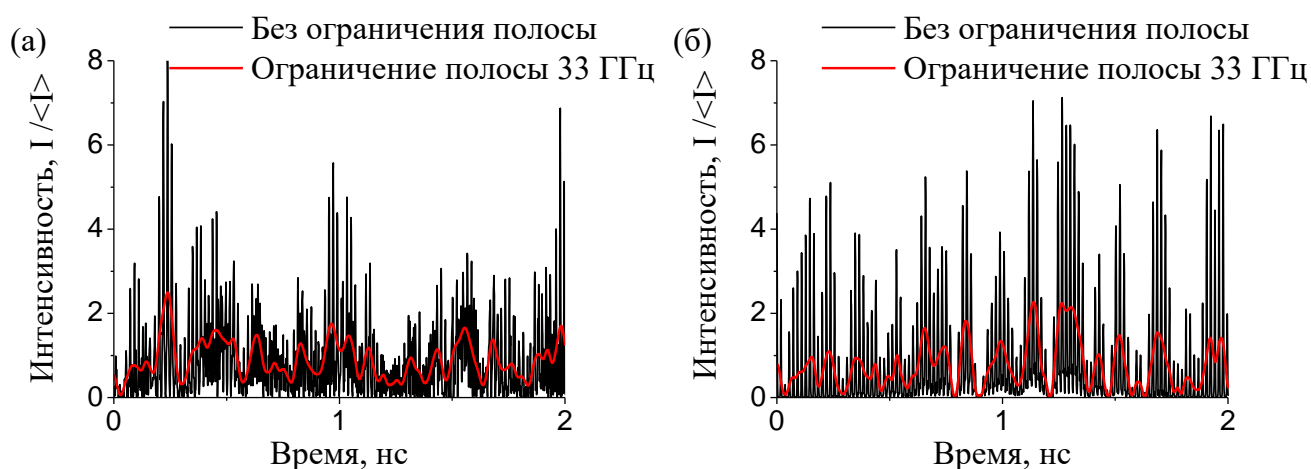 (а)
Без ограничения полосы
Ограничение полосы 33 ГГц
Интенсивность, I /<I>
8
6
4
2
0
0
1
2
Время, нс
(б)
Без ограничения полосы
Ограничение полосы 33 ГГц
Интенсивность, I /<I>
8
6
4
2
0
0
1
2
Время, нс